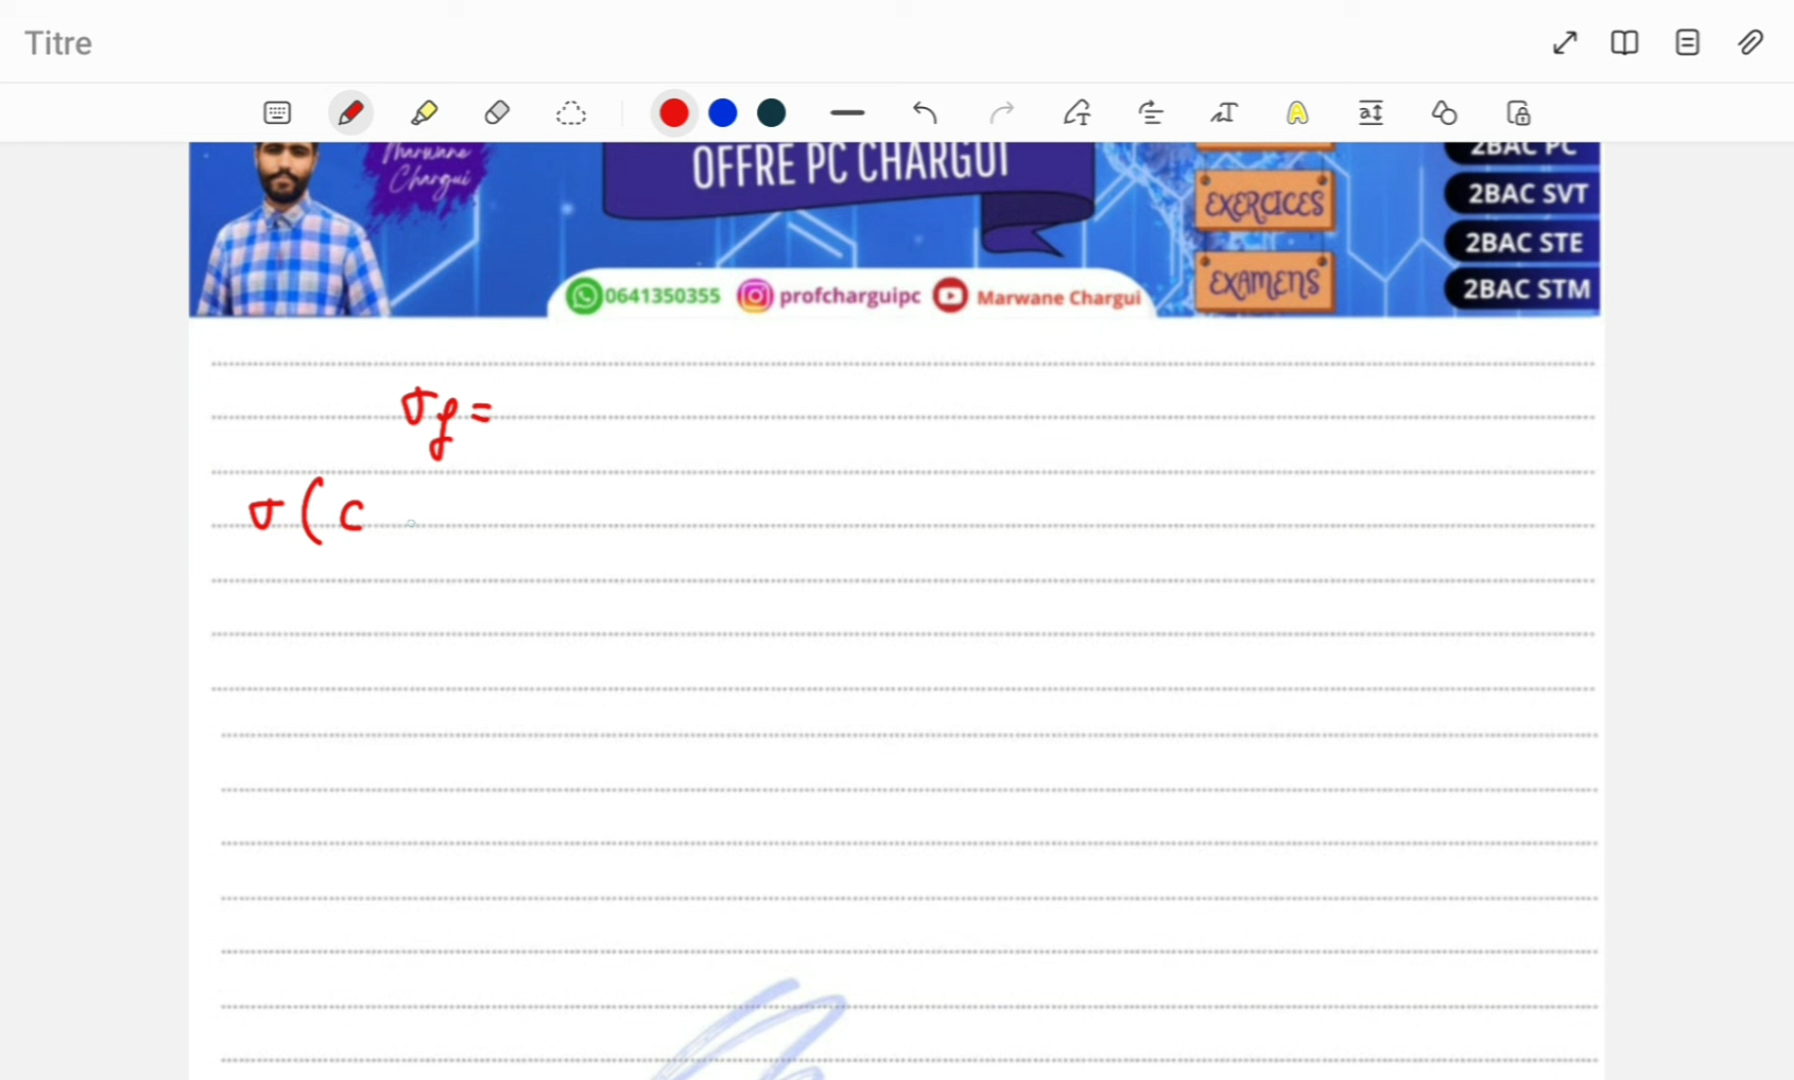 Titre
Marwane
Chargui
OFFRE PC CHARGUI
EXERCICES
EXAMENS
2BAC PC
2BAC SVT
2BAC STE
2BAC STM
0641350355 profcharguipc Marwane Chargui
σf =
σ ( c